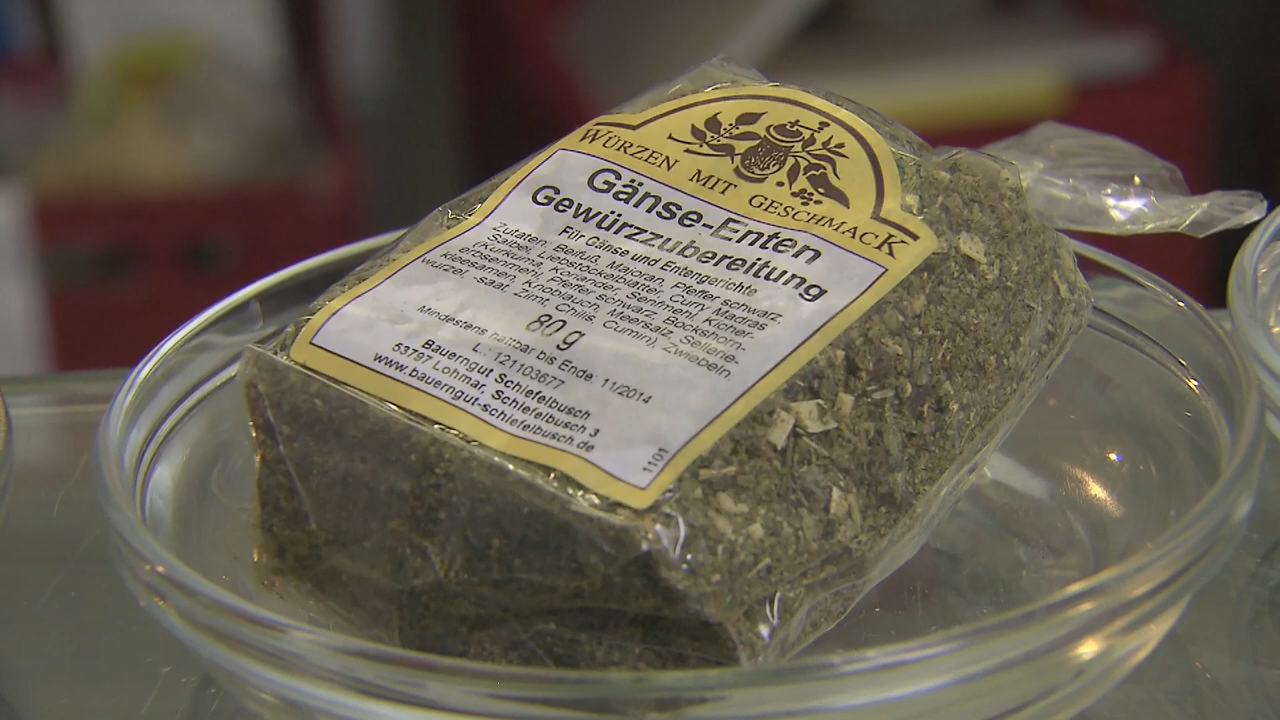 WÜRZEN MIT GESCHMACK
Gänse-Enten
Gewürzzubereitung
Für Gänse und Entengerichte
Zutaten: Beifuß, Majoran, Pfeffer schwarz,
Salbei, Liebstöckelblätter, Curry Madras
(Kurkuma, Koriander, Senfmehl, Kicher-
erbsenmehl, Pfeffer schwarz, Bockshorn-
kleesamen, Knoblauch, Meersalz, Sellerie-
wurzel, -saat, Zimt, Chilis, Cumin), Zwiebeln.
80 g
Mindestens haltbar bis Ende: 11/2014
L.: 121103677
Bauerngut Schiefelbusch
53797 Lohmar, Schiefelbusch 3
www.bauerngut-schiefelbusch.de
1101